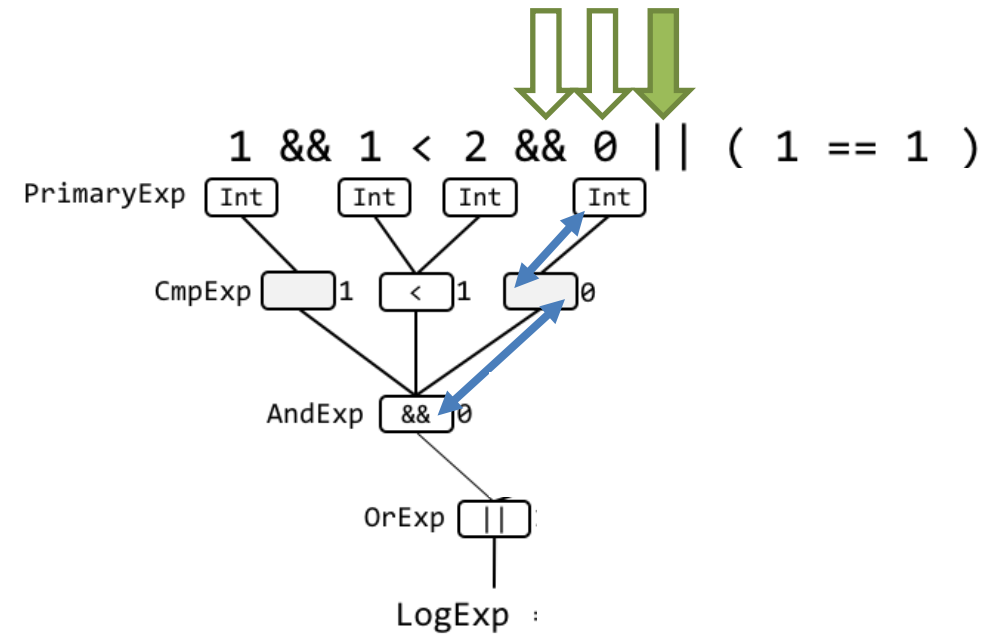 1 && 1 < 2 && 0 || ( 1 == 1 )
PrimaryExp Int Int Int Int
CmpExp 1 < 1 0
AndExp && 0
OrExp ||
LogExp